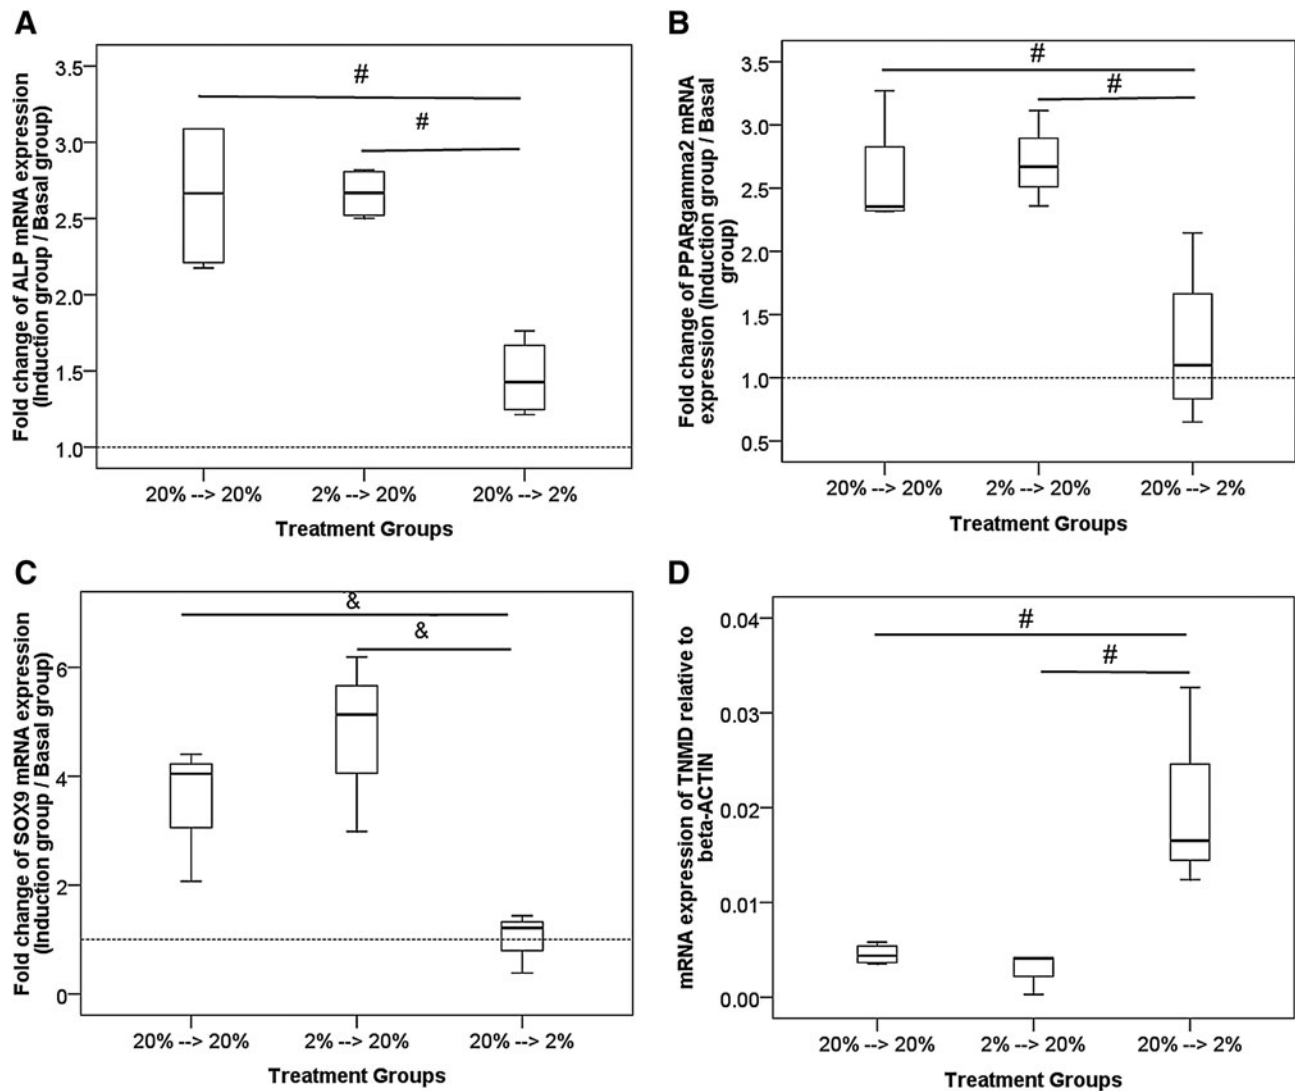 A
Fold change of ALP mRNA expression
(Induction group / Basal group)
3.5
3.0
2.5
2.0
1.5
1.0
#
#
20% --> 20%
2% --> 20%
20% --> 2%
Treatment Groups
B
Fold change of PPARgamma2 mRNA
expression (Induction group / Basal
group)
3.5
3.0
2.5
2.0
1.5
1.0
0.5
#
#
20% --> 20%
2% --> 20%
20% --> 2%
Treatment Groups
C
Fold change of SOX9 mRNA expression
(Induction group / Basal group)
6
4
2
0
&
&
20% --> 20%
2% --> 20%
20% --> 2%
Treatment Groups
D
mRNA expression of TNMD relative to
beta-ACTIN
0.04
0.03
0.02
0.01
0.00
#
#
20% --> 20%
2% --> 20%
20% --> 2%
Treatment Groups